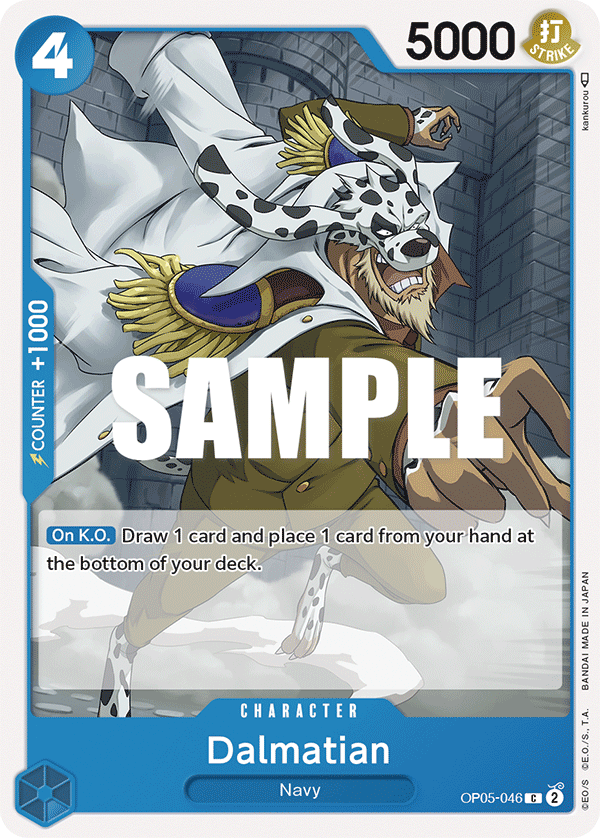 4
5000
打
STRIKE
kankurou
COUNTER +1000
SAMPLE
On K.O. Draw 1 card and place 1 card from your hand at
the bottom of your deck.
CHARACTER
Dalmatian
Navy
OP05-046 C 2
©E.O/S ©E.O./S., T.A. BANDAI MADE IN JAPAN